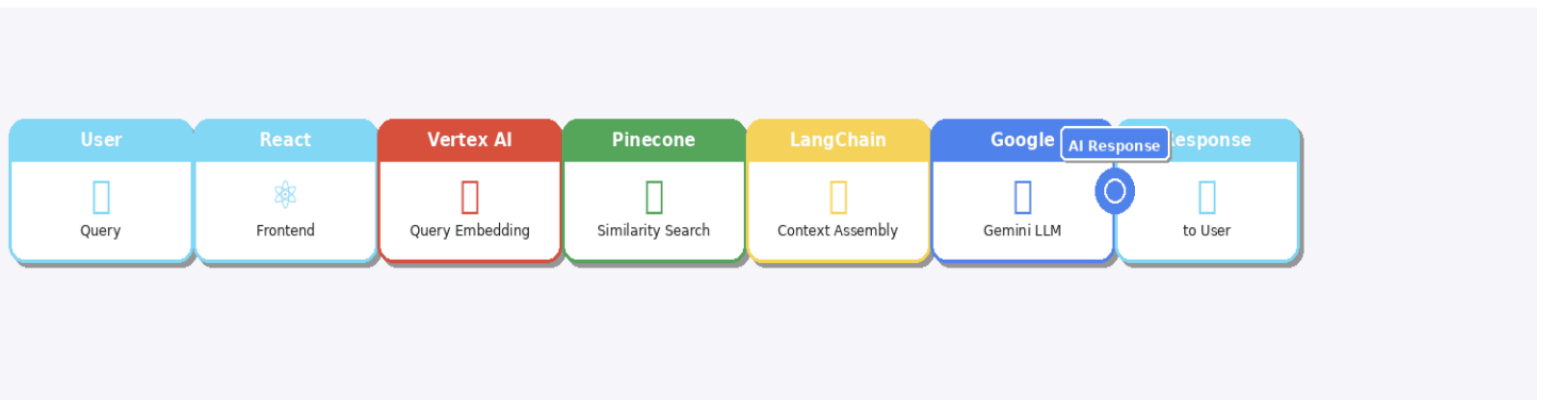 User
React
Vertex AI
Pinecone
LangChain
Google
AI Response
esponse
Query
Frontend
Query Embedding
Similarity Search
Context Assembly
Gemini LLM
to User